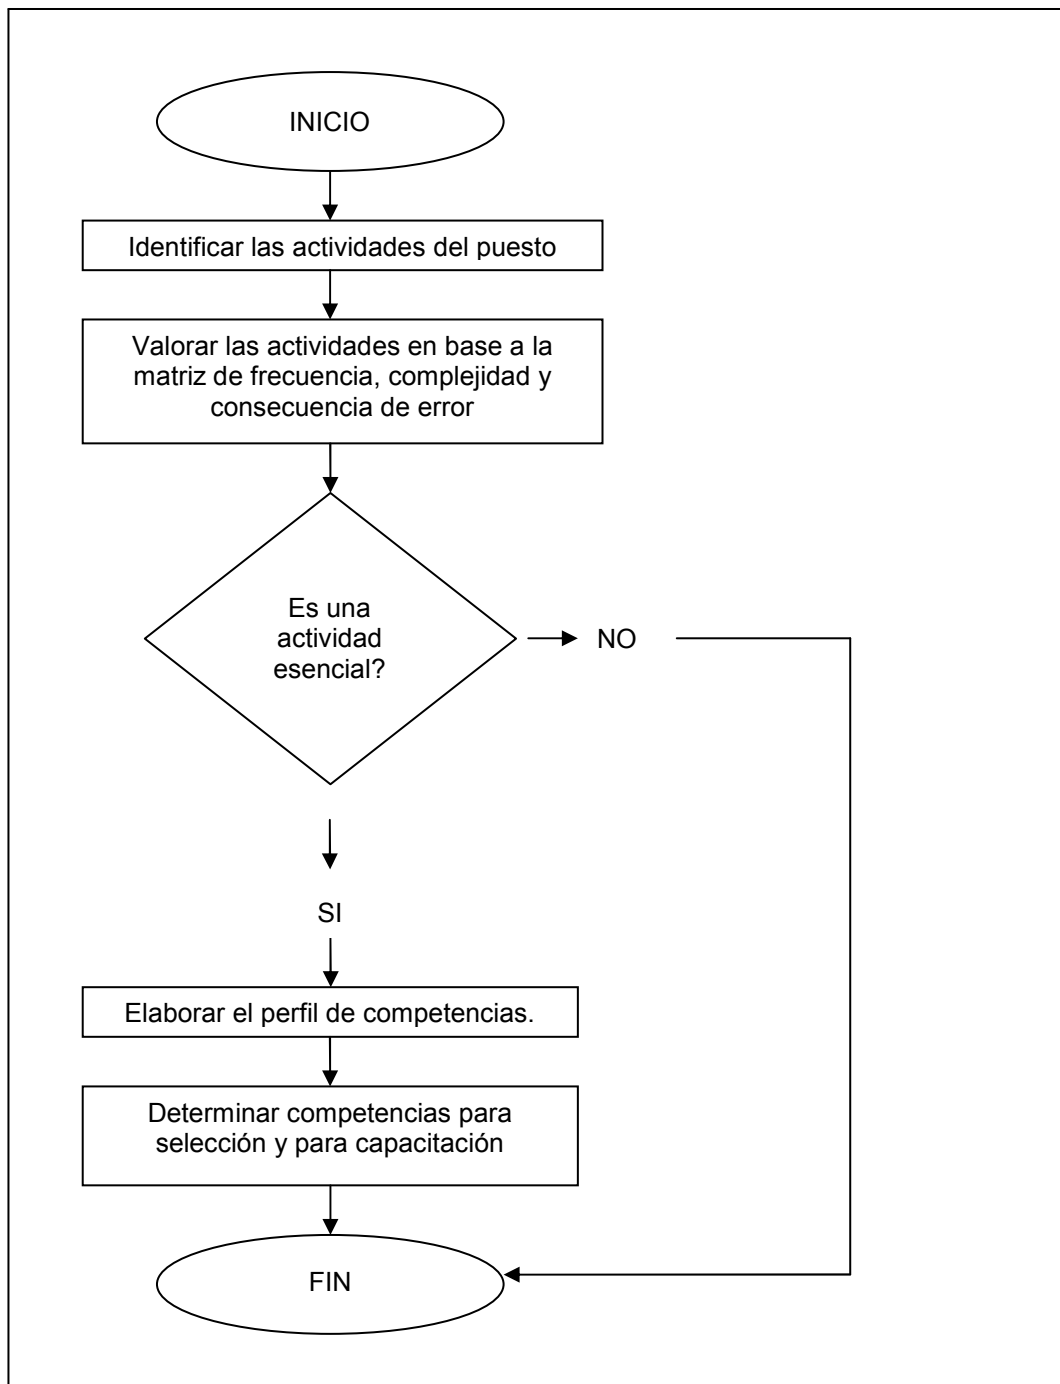 INICIO
Identificar las actividades del puesto
Valorar las actividades en base a la
matriz de frecuencia, complejidad y
consecuencia de error
Es una
actividad
esencial?
NO
SI
Elaborar el perfil de competencias.
Determinar competencias para
selección y para capacitación
FIN